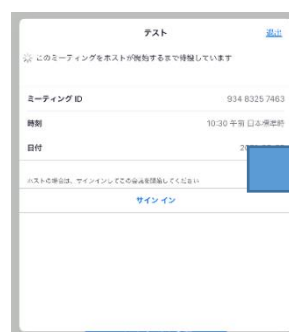 テスト
退出
このミーティングをホストが開始するまで待機しています
ミーティング ID
934 8325 7463
時刻
10:30 午前 日本標準時
日付
ホストの場合は、サインインしてこの会議を開始してください
サイン イン